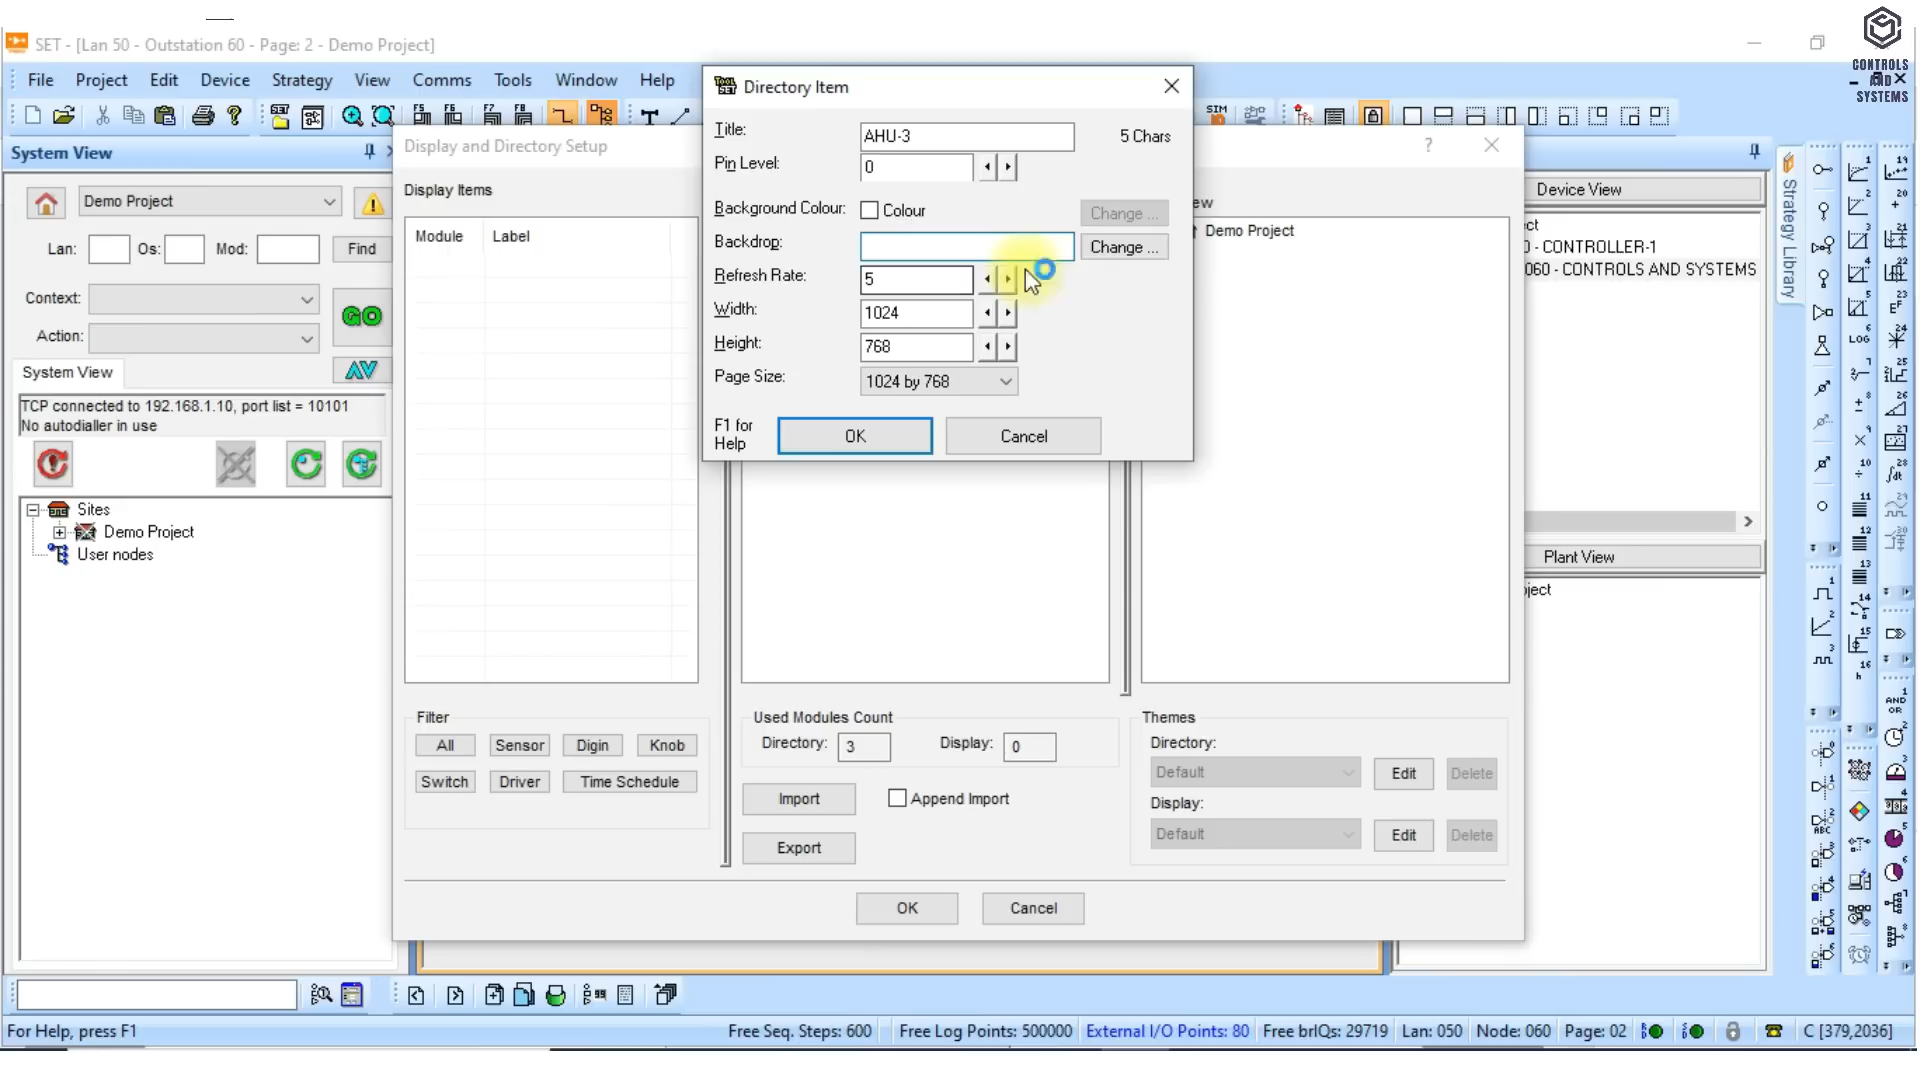 SET - [Lan 50 - Outstation 60 - Page: 2 - Demo Project]
CONTROLS
AND
SYSTEMS
File Project Edit Device Strategy View Comms Tools Window Help
System View
Demo Project
Lan: Os: Mod: Find
Context:
GO
Action:
AV
System View
TCP connected to 192.168.1.10, port list = 10101
No autodialler in use
Sites
Demo Project
User nodes
Display and Directory Setup
Display Items
Module Label
Directory Item
Title: AHU-3 5 Chars
Pin Level: 0
Background Colour: Colour Change ...
Backdrop: Change ...
Refresh Rate: 5
Width: 1024
Height: 768
Page Size: 1024 by 768
F1 for
Help
OK Cancel
Demo Project
Device View
- CONTROLLER-1
060 - CONTROLS AND SYSTEMS
Plant View
Strategy Library
Filter
All Sensor Digin Knob
Switch Driver Time Schedule
Used Modules Count
Directory: 3 Display: 0
Import Append Import
Export
Themes
Directory:
Default Edit Delete
Display:
Default Edit Delete
OK Cancel
For Help, press F1
Free Seq. Steps: 600 Free Log Points: 500000 External I/O Points: 80 Free brIQs: 29719 Lan: 050 Node: 060 Page: 02 C [379,2036]